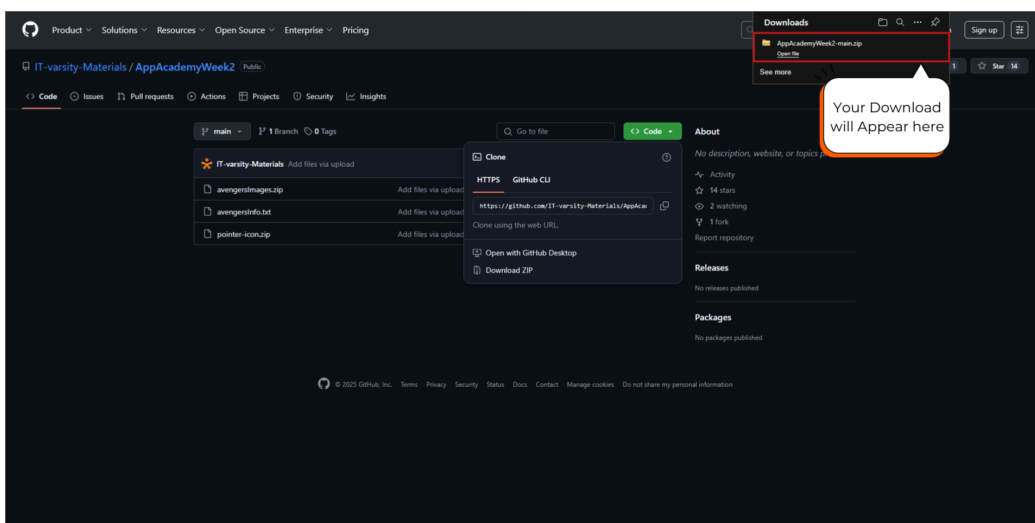 Product Solutions Resources Open Source Enterprise Pricing
Sign up
Downloads
AppAcademyWeek2-main.zip
Open file
See more
Your Download
will Appear here
IT-varsity-Materials / AppAcademyWeek2 Public
1 Star 14
Code Issues Pull requests Actions Projects Security Insights
main 1 Branch 0 Tags
Go to file
Code
IT-varsity-Materials Add files via upload
avengersImages.zip Add files via upload
avengersInfo.txt Add files via upload
pointer-icon.zip Add files via upload
Clone
HTTPS GitHub CLI
https://github.com/IT-varsity-Materials/AppAca
Clone using the web URL.
Open with GitHub Desktop
Download ZIP
About
No description, website, or topics
Activity
14 stars
2 watching
1 fork
Report repository
Releases
No releases published
Packages
No packages published
© 2025 GitHub, Inc. Terms Privacy Security Status Docs Contact Manage cookies Do not share my personal information